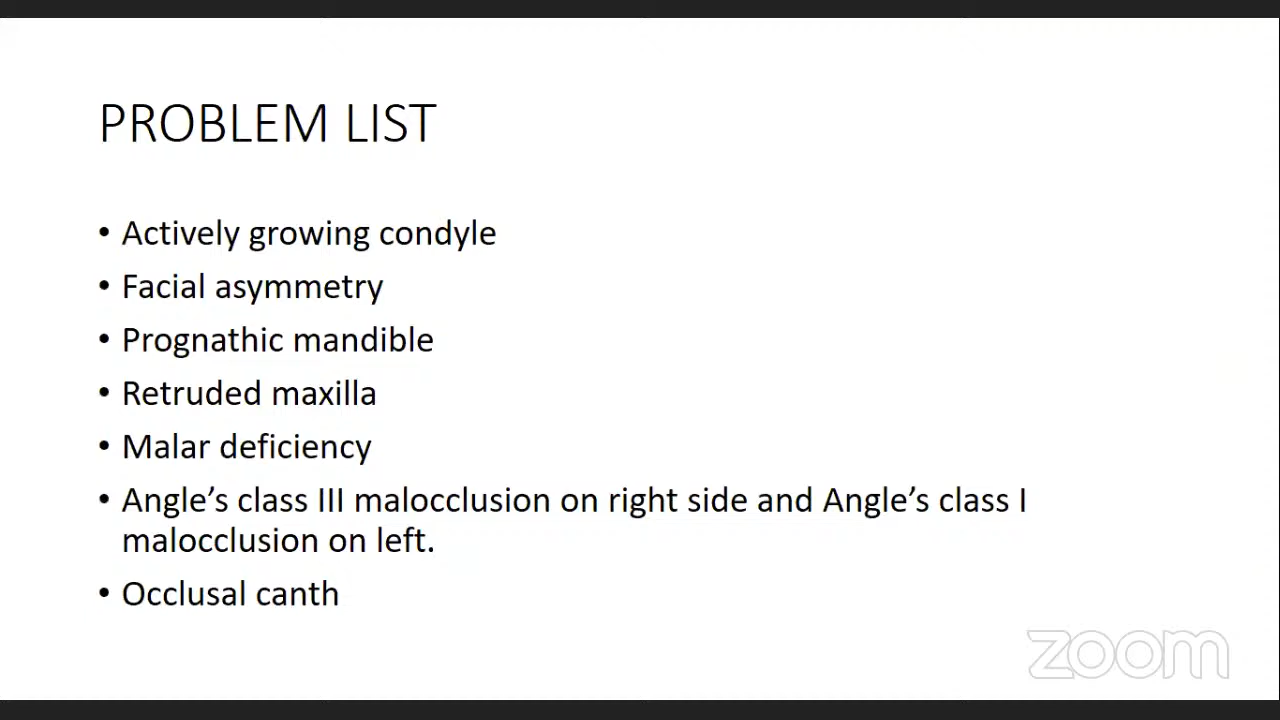 PROBLEM LIST
• Actively growing condyle
• Facial asymmetry
• Prognathic mandible
• Retruded maxilla
• Malar deficiency
• Angle’s class III malocclusion on right side and Angle’s class I
malocclusion on left.
• Occlusal canth
zoom